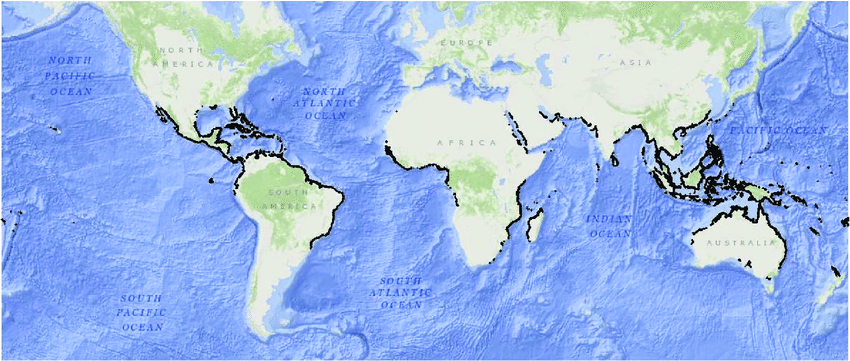 NORTH
PACIFIC
OCEAN
NORTH
AMERICA
NORTH
ATLANTIC
OCEAN
EUROPE
ASIA
PACIFIC OCEAN
AFRICA
SOUTH
AMERICA
INDIAN
OCEAN
AUSTRALIA
SOUTH
PACIFIC
OCEAN
SOUTH
ATLANTIC
OCEAN